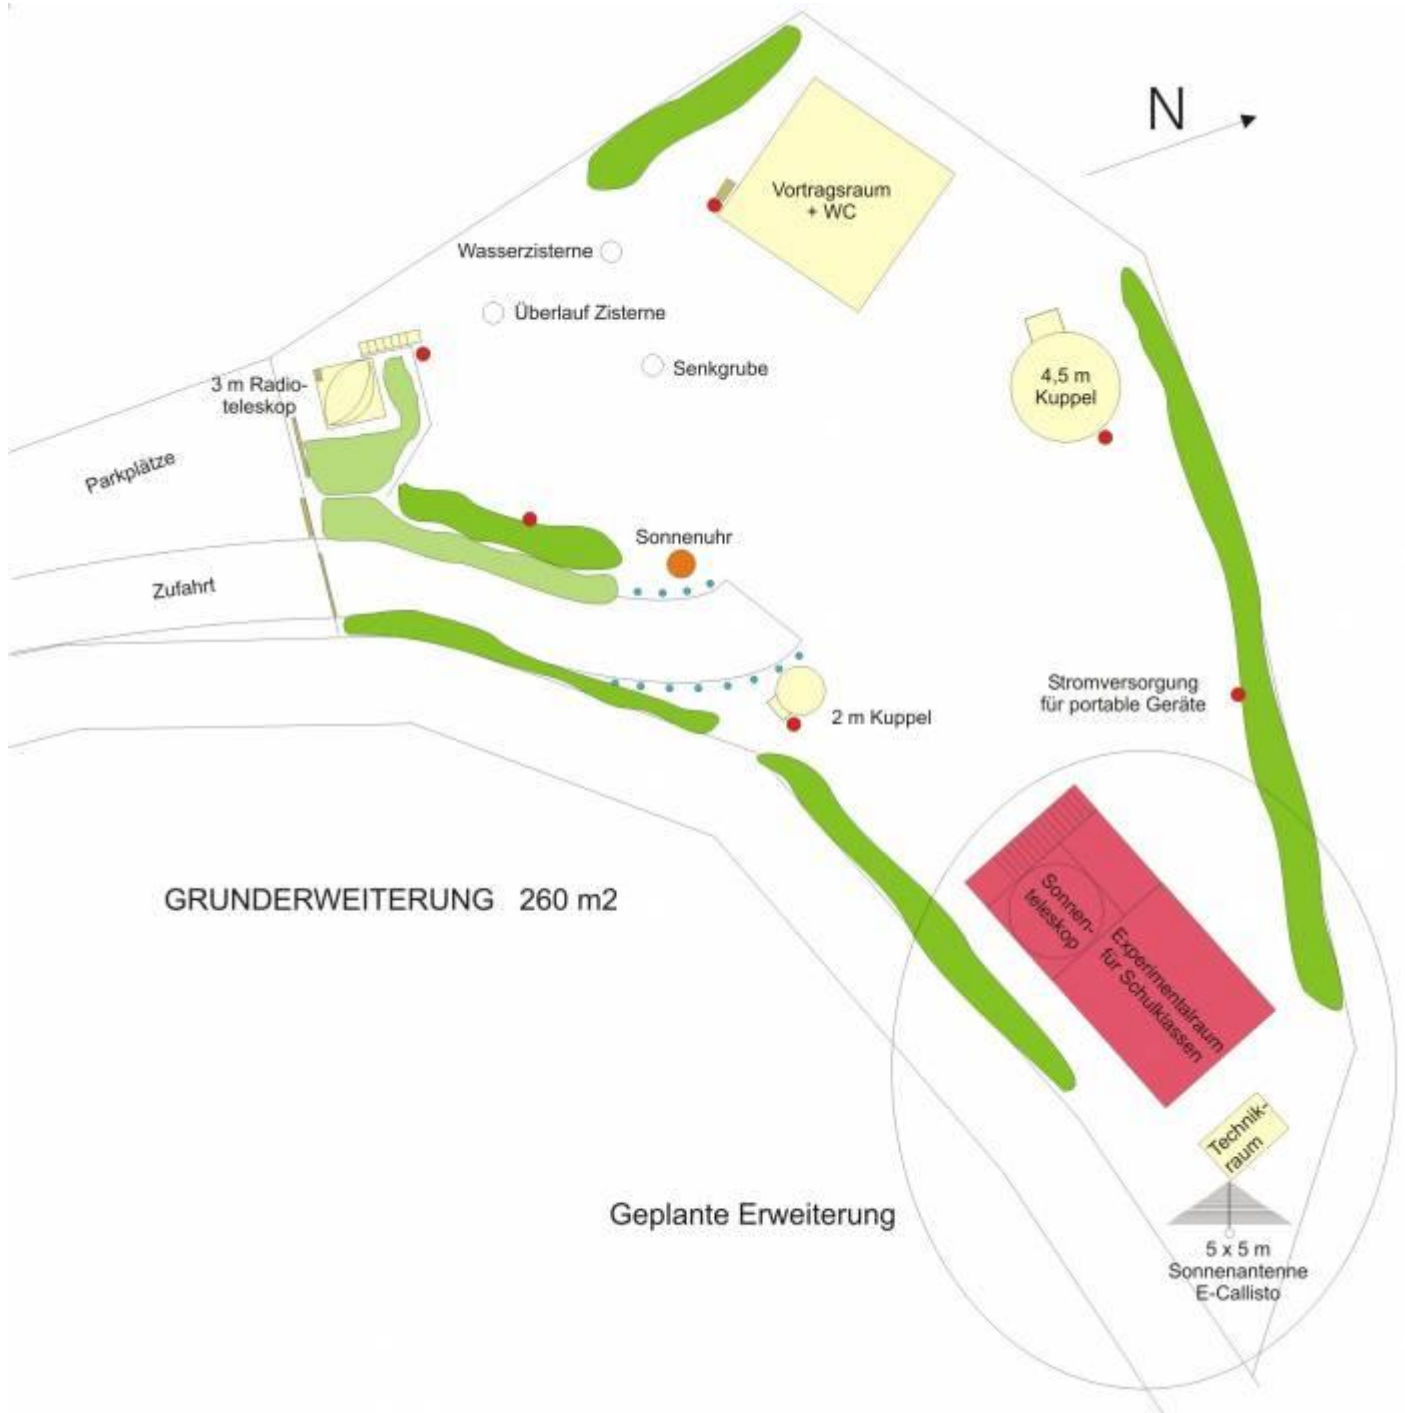 N
Vortragsraum
+ WC
Wasserzisterne
Überlauf Zisterne
Senkgrube
3 m Radio-
teleskop
4,5 m
Kuppel
Parkplätze
Sonnenuhr
Zufahrt
Stromversorgung
für portable Geräte
2 m Kuppel
GRUNDERWEITERUNG 260 m2
Sonnen-
teleskop
Experimentalraum
für Schulklassen
Technik-
raum
Geplante Erweiterung
5 x 5 m
Sonnenantenne
E-Callisto